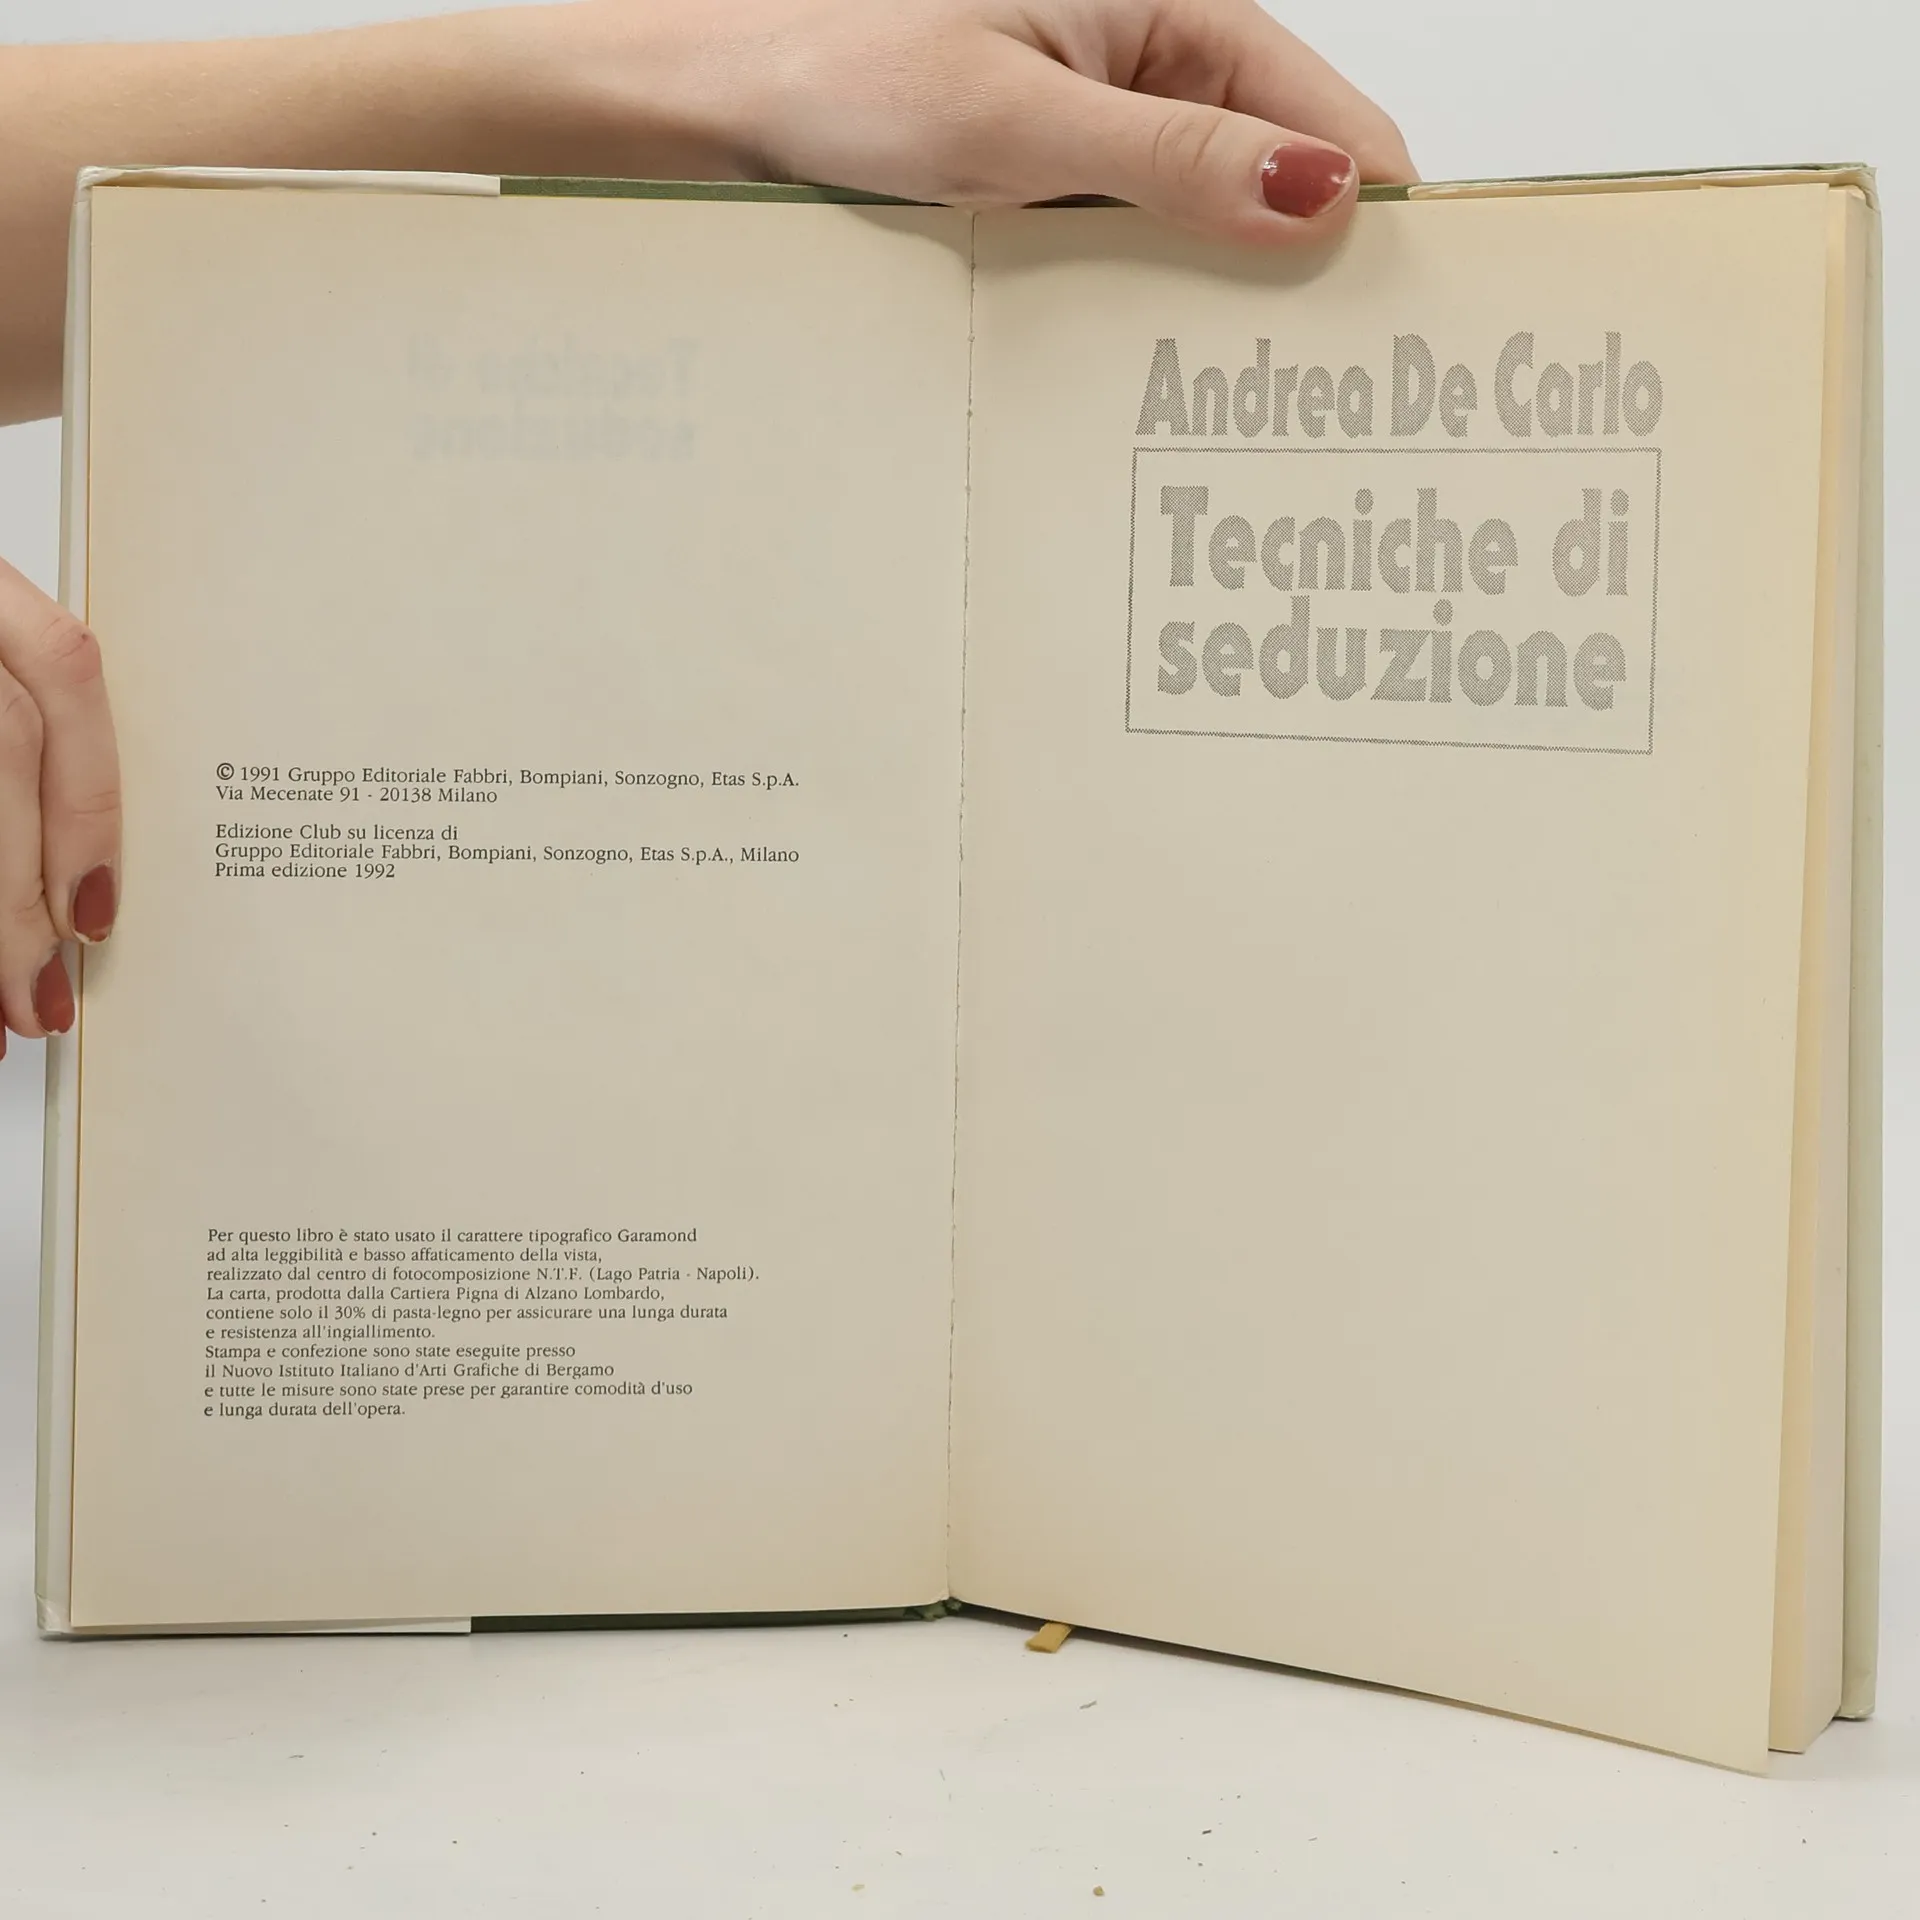 © 1991 Gruppo Editoriale Fabbri, Bompiani, Sonzogno, Etas S.p.A.
Via Mecenate 91 - 20138 Milano
Edizione Club su licenza di
Gruppo Editoriale Fabbri, Bompiani, Sonzogno, Etas S.p.A., Milano
Prima edizione 1992
Per questo libro è stato usato il carattere tipografico Garamond
ad alta leggibilità e basso affaticamento della vista,
realizzato dal centro di fotocomposizione N.T.F. (Lago Patria - Napoli).
La carta, prodotta dalla Cartiera Pigna di Alzano Lombardo,
contiene solo il 30% di pasta-legno per assicurare una lunga durata
e resistenza all'ingiallimento.
Stampa e confezione sono state eseguite presso
il Nuovo Istituto Italiano d'Arti Grafiche di Bergamo
e tutte le misure sono state prese per garantire comodità d'uso
e lunga durata dell'opera.
Andrea De Carlo
Tecniche di
seduzione